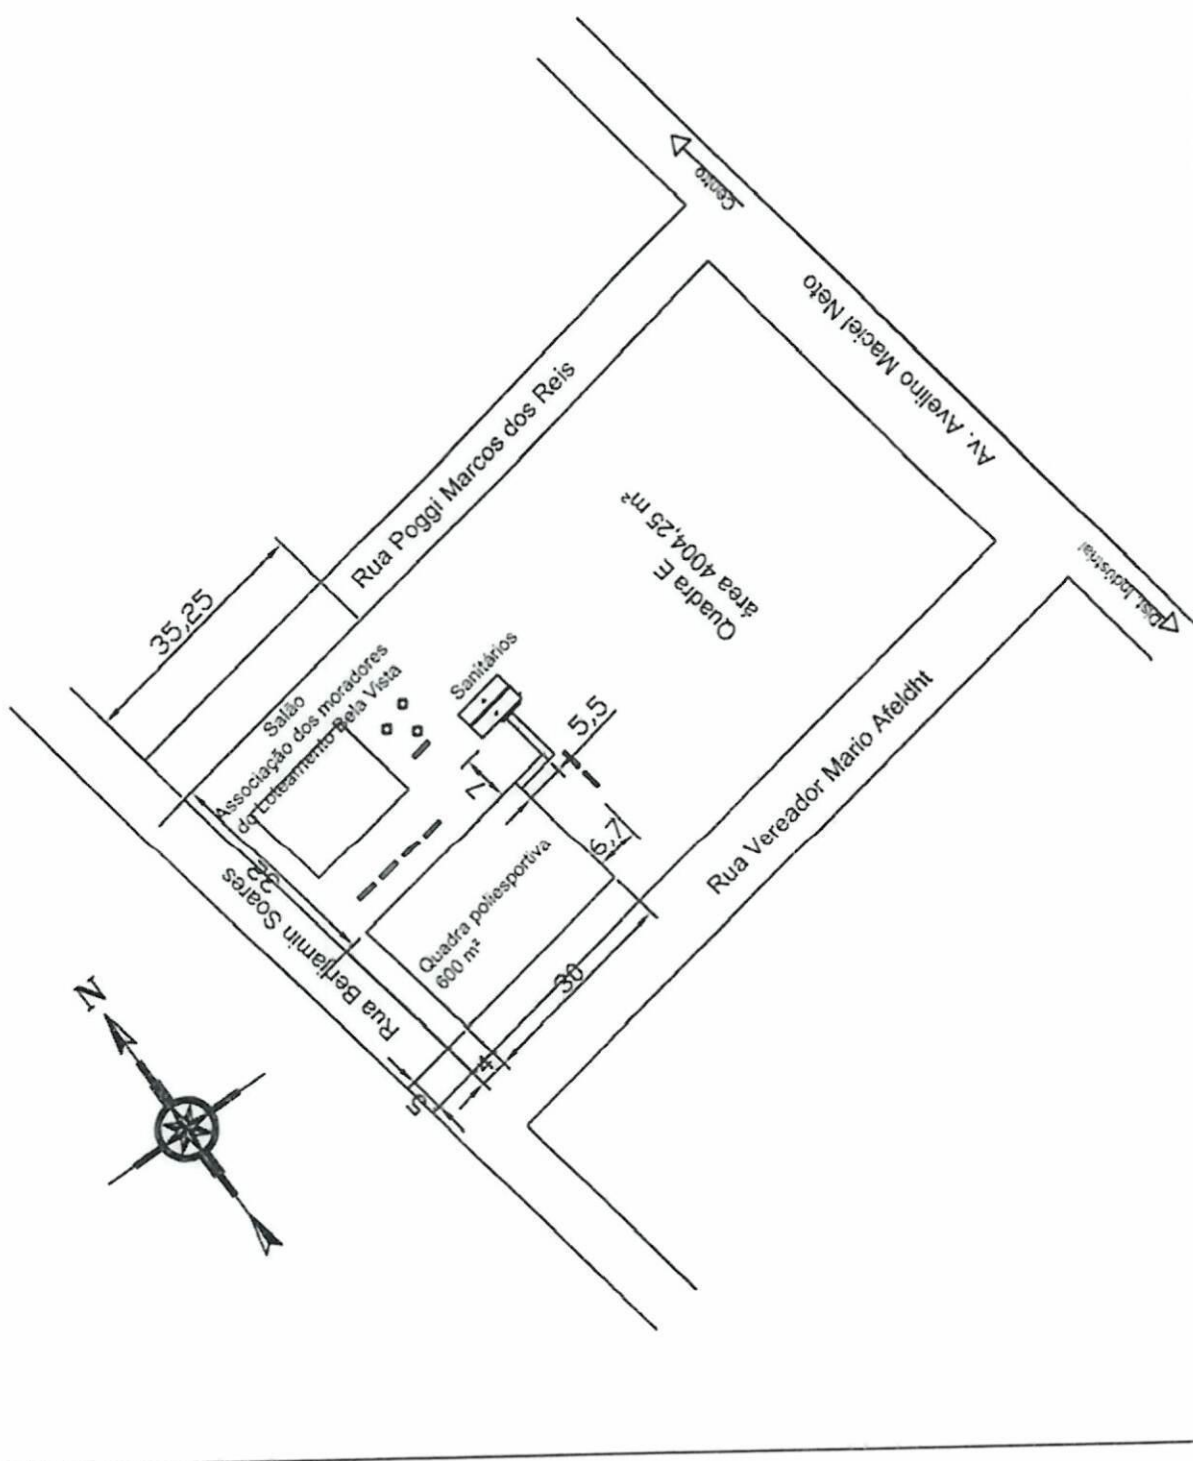 Centro
Av. Avelino Maciel Neto
Dist. Industrial
Rua Poggi Marcos dos Reis
Quadra E
área 4004,25 m²
35,25
Salão
Associação dos moradores
do Loteamento Bela Vista
Sanitários
5,5
7
6,7
Rua Vereador Mario Afeldht
32
Rua Benjamin Soares
Quadra poliesportiva
600 m²
30
4
5
N